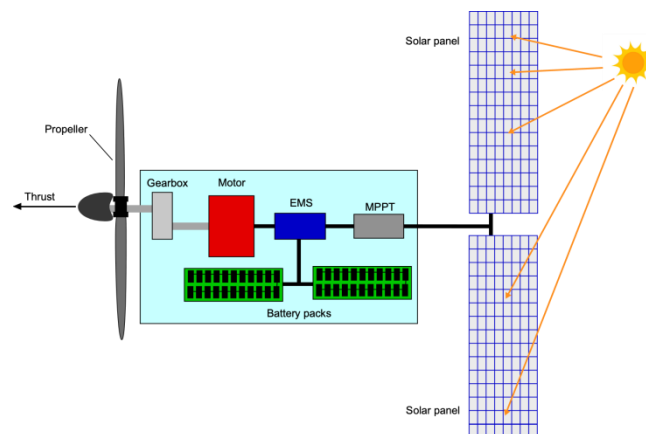 Solar panel
Propeller
Gearbox
Motor
EMS
MPPT
Thrust
Battery packs
Solar panel